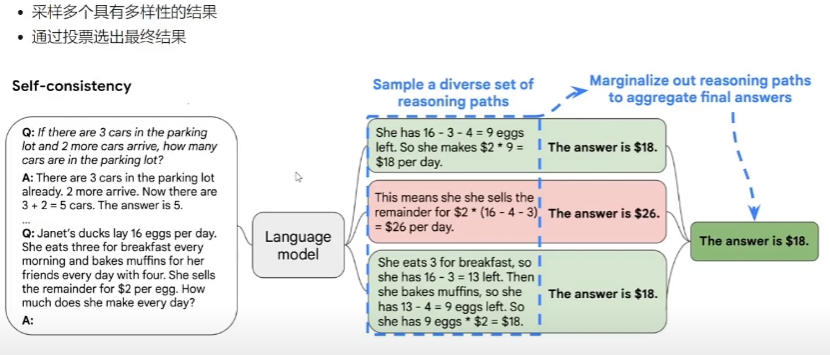 采样多个具有多样性的结果
通过投票选出最终结果
Self-consistency
Q: If there are 3 cars in the parking
lot and 2 more cars arrive, how many
cars are in the parking lot?
A: There are 3 cars in the parking lot
already. 2 more arrive. Now there are
3 + 2 = 5 cars. The answer is 5.
...
Q: Janet's ducks lay 16 eggs per day.
She eats three for breakfast every
morning and bakes muffins for her
friends every day with four. She sells
the remainder for $2 per egg. How
much does she make every day?
A:
Language
model
Sample a diverse set of
reasoning paths
She has 16 - 3 - 4 = 9 eggs
left. So she makes $2 * 9 =
$18 per day.
The answer is $18.
This means she she sells the
remainder for $2 * (16 - 4 - 3)
= $26 per day.
The answer is $26.
She eats 3 for breakfast, so
she has 16 - 3 = 13 left. Then
she bakes muffins, so she
has 13 - 4 = 9 eggs left. So
she has 9 eggs * $2 = $18.
The answer is $18.
Marginalize out reasoning paths
to aggregate final answers
The answer is $18.